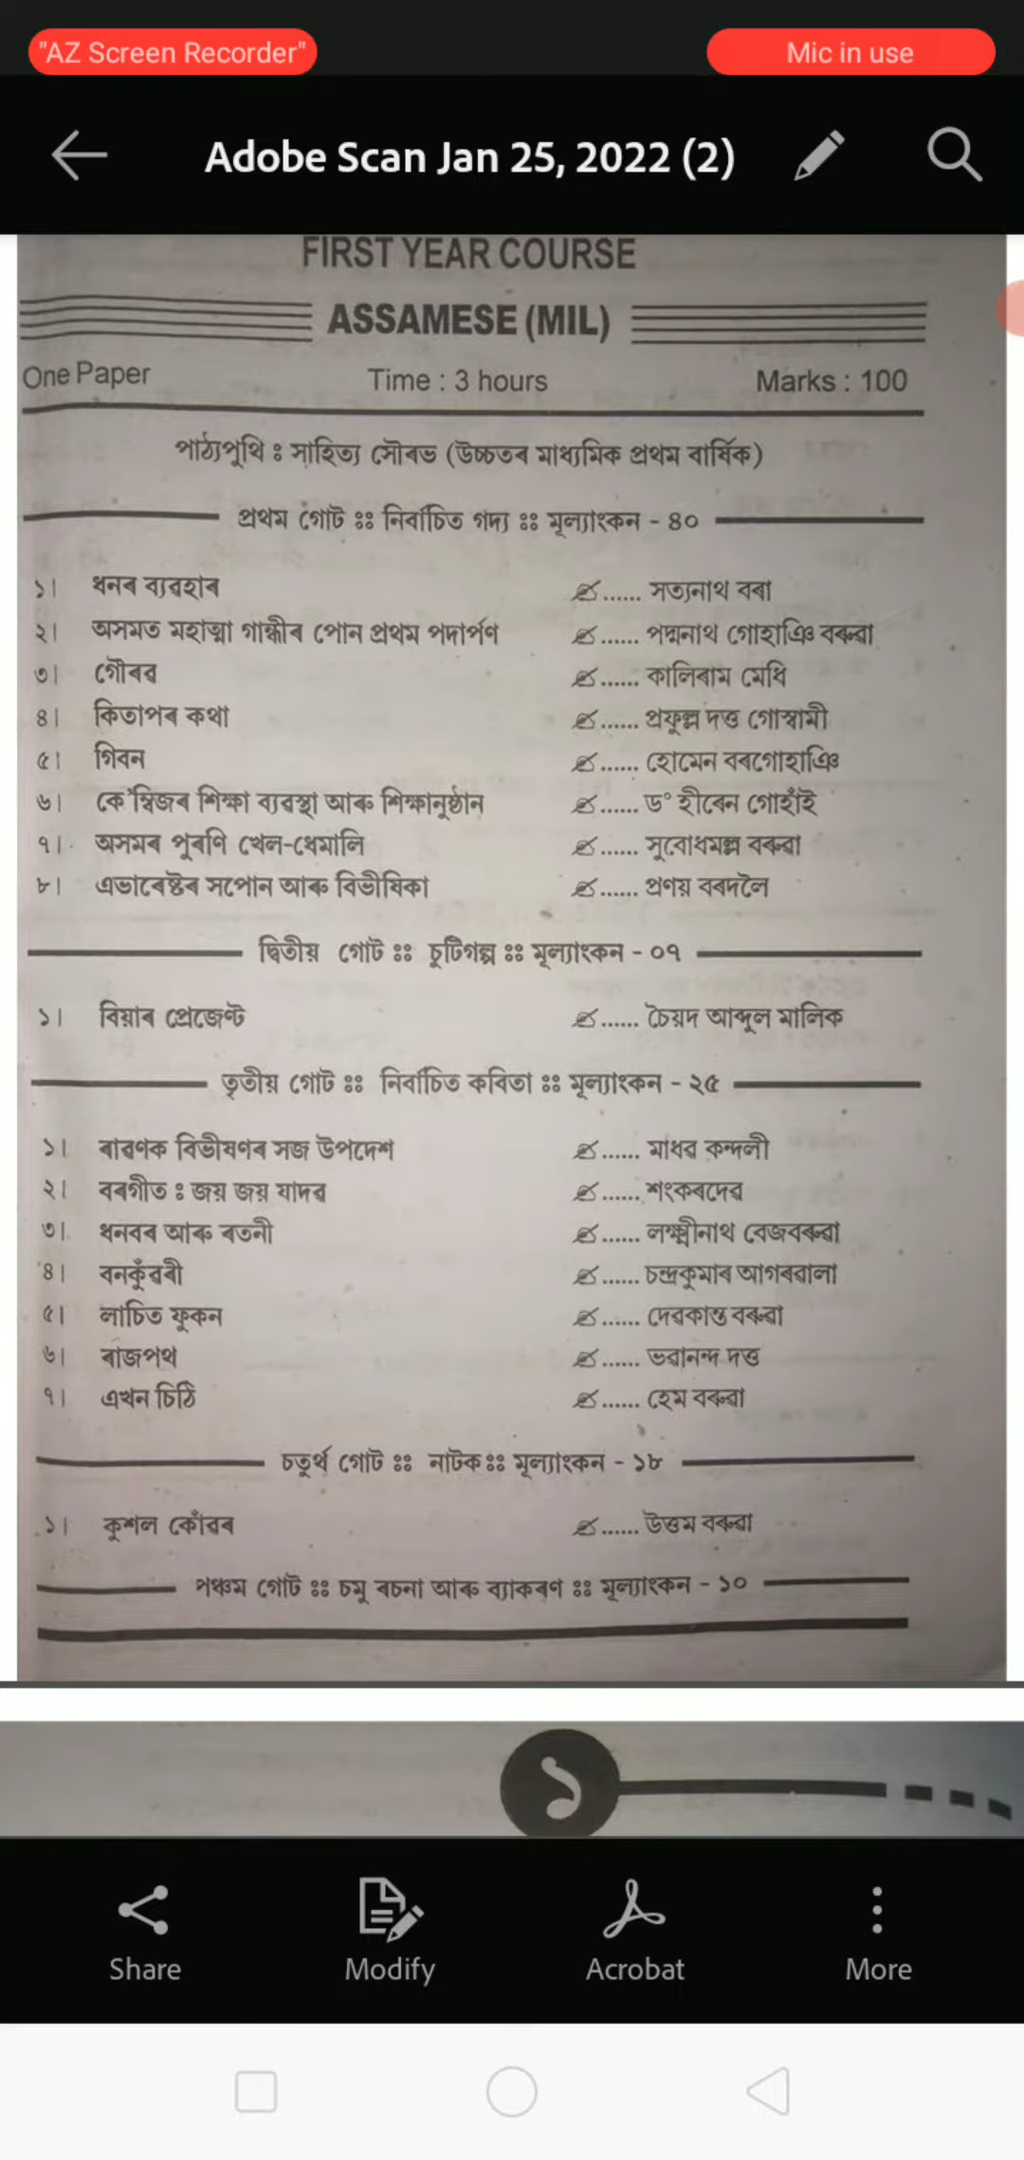 "AZ Screen Recorder" Mic in use
Adobe Scan Jan 25, 2022 (2)
FIRST YEAR COURSE
ASSAMESE (MIL)
One Paper Time : 3 hours Marks : 100
পাঠ্যপুথি ঃ সাহিত্য সৌৰভ (উচ্চতৰ মাধ্যমিক প্ৰথম বাৰ্ষিক)
প্ৰথম গোট ঃঃ নিৰ্বাচিত গদ্য ঃঃ মূল্যাংকন - ৪০
১। ধনৰ ব্যৱহাৰ ✍...... সত্যনাথ বৰা
২। অসমত মহাত্মা গান্ধীৰ পোন প্ৰথম পদাৰ্পণ ✍...... পদ্মনাথ গোহাঞি বৰুৱা
৩। গৌৰৱ ✍...... কালিৰাম মেধি
৪। কিতাপৰ কথা ✍...... প্ৰফুল্ল দত্ত গোস্বামী
৫। গিবন ✍...... হোমেন বৰগোহাঞি
৬। কে'ম্ব্ৰিজৰ শিক্ষা ব্যৱস্থা আৰু শিক্ষানুষ্ঠান ✍...... ড° হীৰেন গোহাঁই
৭। অসমৰ পুৰণি খেল-ধেমালি ✍...... সুবোধমল্ল বৰুৱা
৮। এভাৰেষ্টৰ সপোন আৰু বিভীষিকা ✍...... প্ৰণয় বৰদলৈ
দ্বিতীয় গোট ঃঃ চুটিগল্প ঃঃ মূল্যাংকন - ০৭
১। বিয়াৰ প্ৰেজেণ্ট ✍...... চৈয়দ আব্দুল মালিক
তৃতীয় গোট ঃঃ নিৰ্বাচিত কবিতা ঃঃ মূল্যাংকন - ২৫
১। ৰাৱণক বিভীষণৰ সজ উপদেশ ✍...... মাধৱ কন্দলী
২। বৰগীত ঃ জয় জয় যাদৱ ✍...... শংকৰদেৱ
৩। ধনবৰ আৰু ৰতনী ✍...... লক্ষ্মীনাথ বেজবৰুৱা
৪। বনকুঁৱৰী ✍...... চন্দ্ৰকুমাৰ আগৰৱালা
৫। লাচিত ফুকন ✍...... দেৱকান্ত বৰুৱা
৬। ৰাজপথ ✍...... ভৱানন্দ দত্ত
৭। এখন চিঠি ✍...... হেম বৰুৱা
চতুৰ্থ গোট ঃঃ নাটক ঃঃ মূল্যাংকন - ১৮
১। কুশল কোঁৱৰ ✍...... উত্তম বৰুৱা
পঞ্চম গোট ঃঃ চমু ৰচনা আৰু ব্যাকৰণ ঃঃ মূল্যাংকন - ১০
১
Share Modify Acrobat More